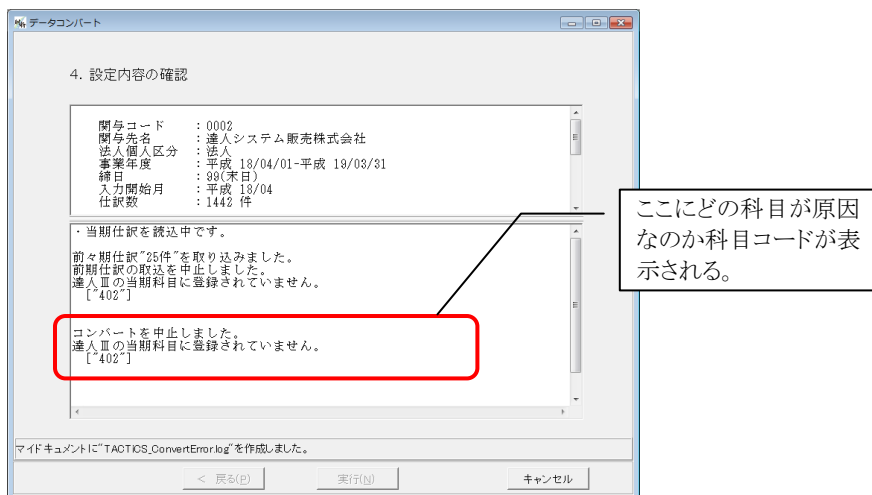 データコンバート
4. 設定内容の確認
関与コード　：0002
関与先名　：達人システム販売株式会社
法人個人区分　：法人
事業年度　：平成 18/04/01-平成 19/03/31
締日　：99(末日)
入力開始月　：平成 18/04
仕訳数　：1442 件
・当期仕訳を読込中です。
前々期仕訳"25件"を取り込みました。
前期仕訳の取込を中止しました。
達人Ⅲの当期科目に登録されていません。
["402"]
コンバートを中止しました。
達人Ⅲの当期科目に登録されていません。
["402"]
ここにどの科目が原因
なのか科目コードが表
示される。
マイドキュメントに"TACTICS_ConvertError.log"を作成しました。
< 戻る(P)
実行(N)
キャンセル